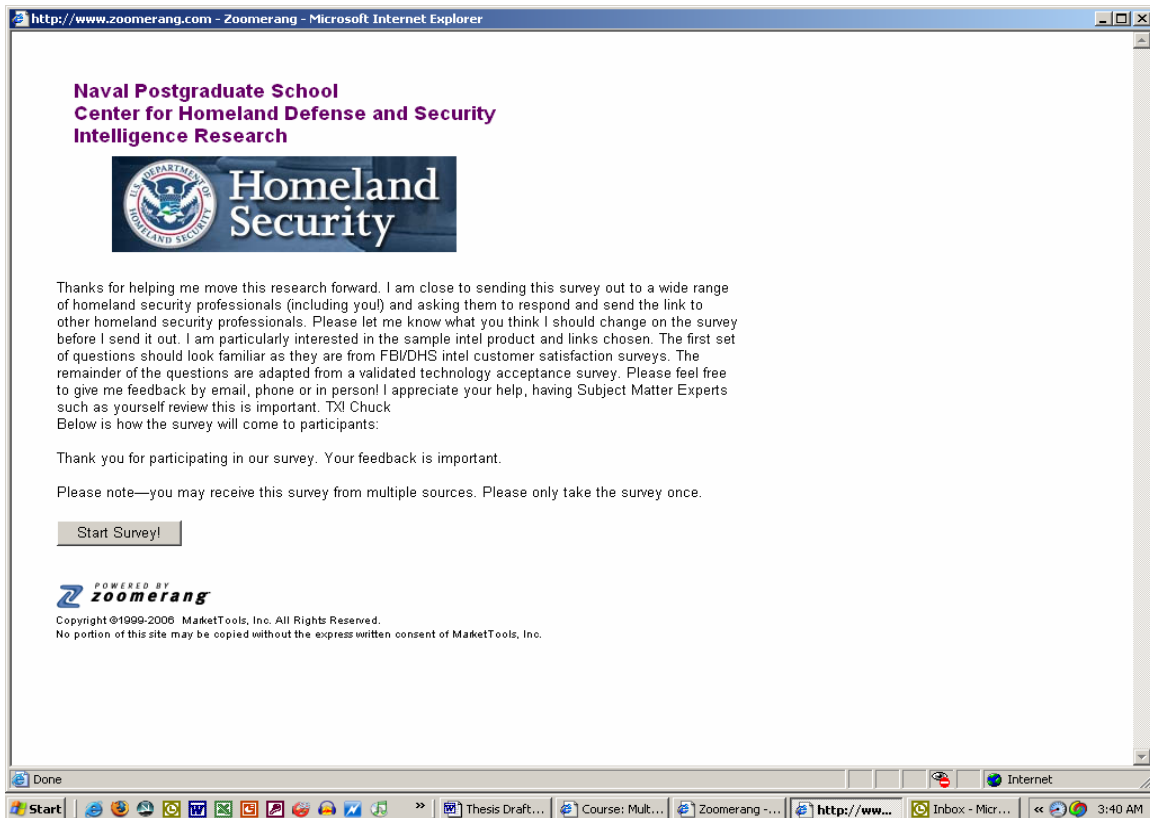 http://www.zoomerang.com - Zoomerang - Microsoft Internet Explorer
Naval Postgraduate School
Center for Homeland Defense and Security
Intelligence Research
U.S. DEPARTMENT OF
HOMELAND SECURITY
Homeland
Security
Thanks for helping me move this research forward. I am close to sending this survey out to a wide range
of homeland security professionals (including you!) and asking them to respond and send the link to
other homeland security professionals. Please let me know what you think I should change on the survey
before I send it out. I am particularly interested in the sample intel product and links chosen. The first set
of questions should look familiar as they are from FBI/DHS intel customer satisfaction surveys. The
remainder of the questions are adapted from a validated technology acceptance survey. Please feel free
to give me feedback by email, phone or in person! I appreciate your help, having Subject Matter Experts
such as yourself review this is important. TX! Chuck
Below is how the survey will come to participants:
Thank you for participating in our survey. Your feedback is important.
Please note—you may receive this survey from multiple sources. Please only take the survey once.
Start Survey!
POWERED BY
zoomerang
Copyright ©1999-2006 MarketTools, Inc. All Rights Reserved.
No portion of this site may be copied without the express written consent of MarketTools, Inc.
Done
Internet
Start
»
Thesis Draft...
Course: Mult...
Zoomerang -...
http://ww...
Inbox - Micr...
«
3:40 AM